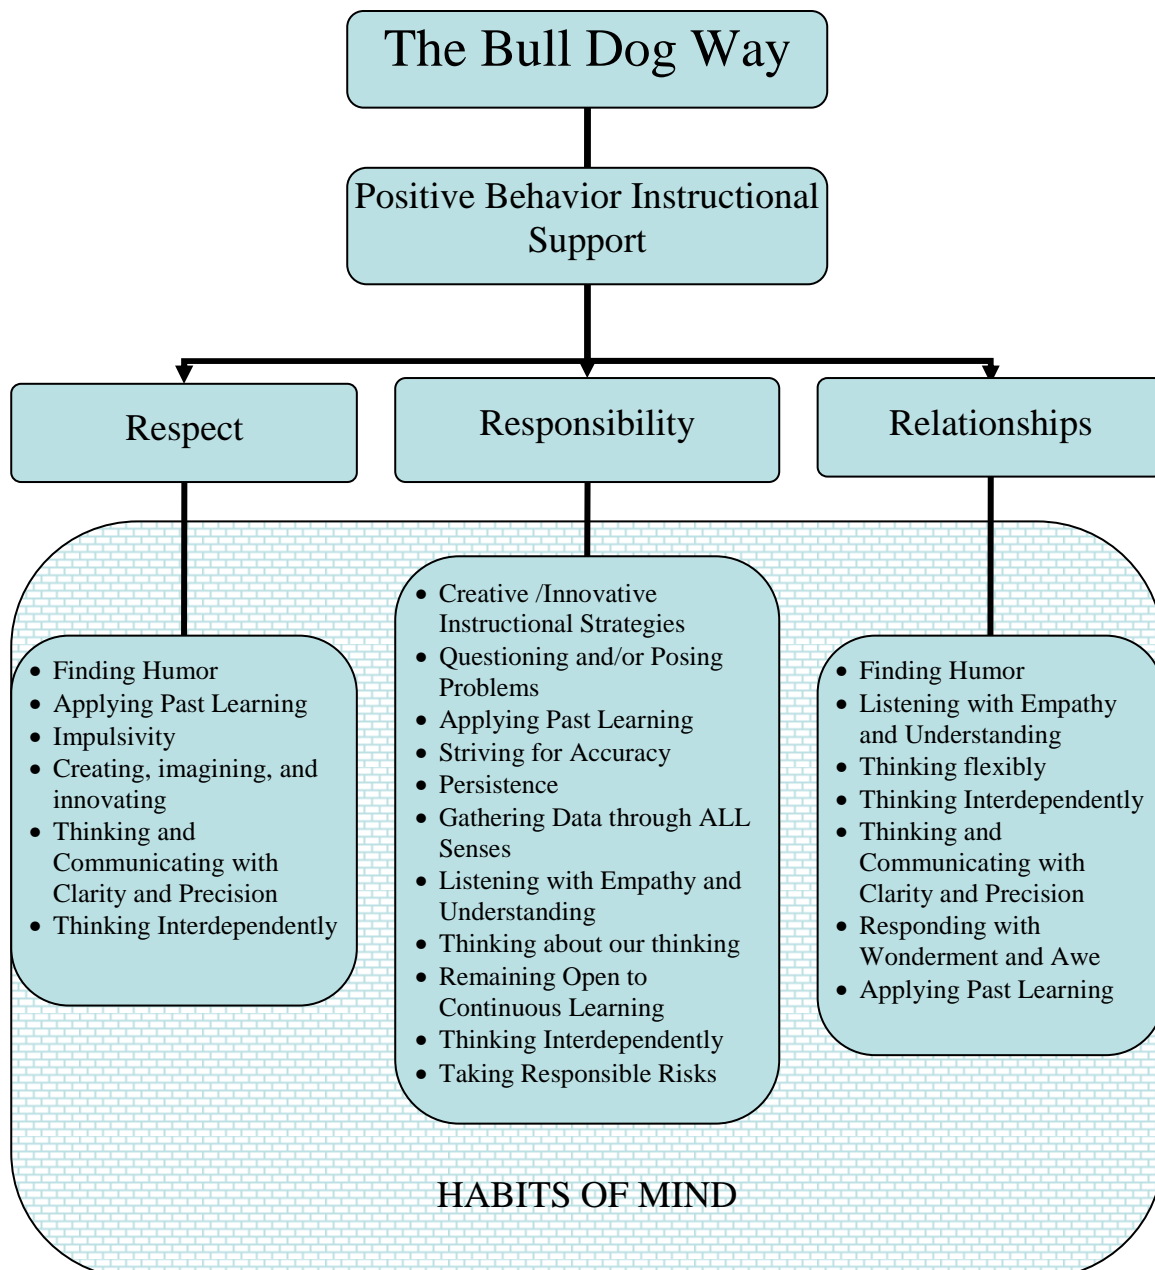 The Bull Dog Way
Positive Behavior Instructional
Support
Respect
Responsibility
Relationships
• Finding Humor
• Applying Past Learning
• Impulsivity
• Creating, imagining, and
innovating
• Thinking and
Communicating with
Clarity and Precision
• Thinking Interdependently
• Creative /Innovative
Instructional Strategies
• Questioning and/or Posing
Problems
• Applying Past Learning
• Striving for Accuracy
• Persistence
• Gathering Data through ALL
Senses
• Listening with Empathy and
Understanding
• Thinking about our thinking
• Remaining Open to
Continuous Learning
• Thinking Interdependently
• Taking Responsible Risks
• Finding Humor
• Listening with Empathy
and Understanding
• Thinking flexibly
• Thinking Interdependently
• Thinking and
Communicating with
Clarity and Precision
• Responding with
Wonderment and Awe
• Applying Past Learning
HABITS OF MIND